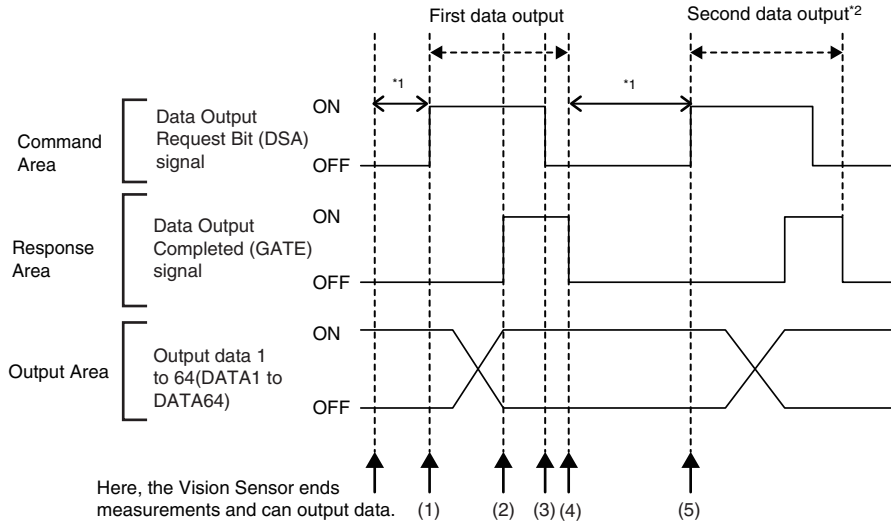 First data output
Second data output*2
*1
*1
Command
Area
Data Output
Request Bit (DSA)
signal
ON
OFF
Response
Area
Data Output
Completed (GATE)
signal
ON
OFF
Output Area
Output data 1
to 64(DATA1 to
DATA64)
ON
OFF
Here, the Vision Sensor ends
measurements and can output data.
(1)
(2)
(3)
(4)
(5)